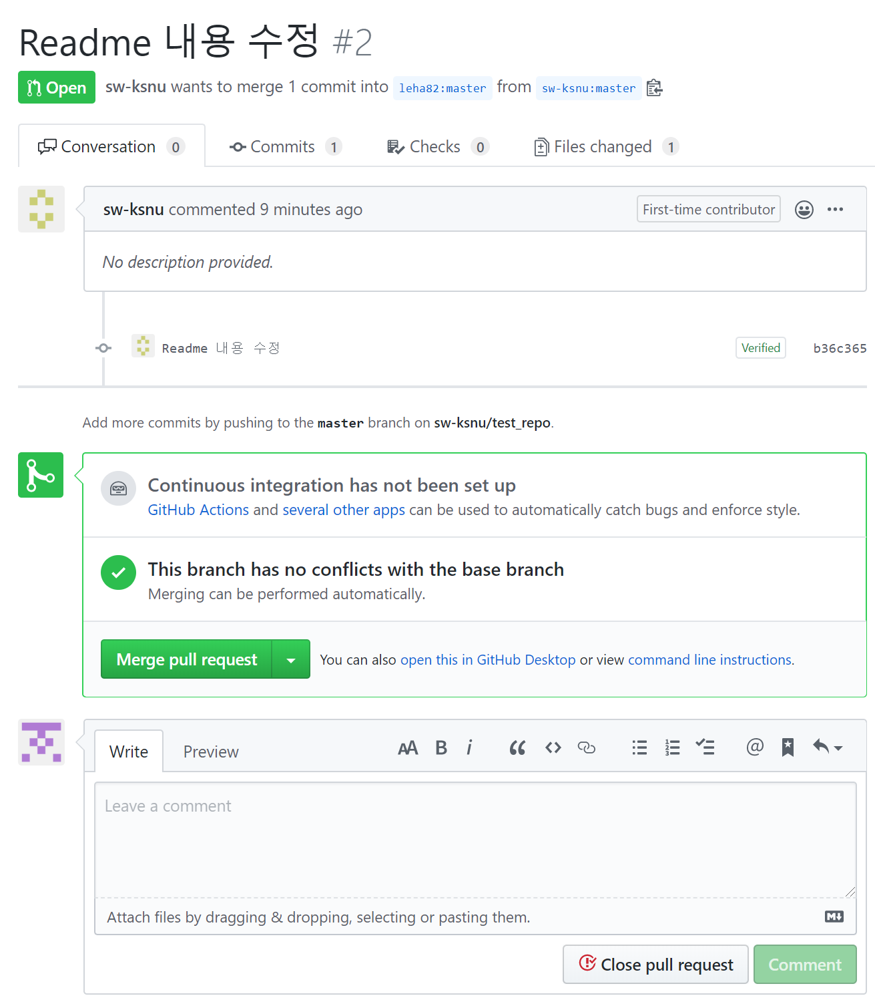 Readme 내용 수정 #2
Open sw-ksnu wants to merge 1 commit into leha82:master from sw-ksnu:master
Conversation 0 Commits 1 Checks 0 Files changed 1
sw-ksnu commented 9 minutes ago First-time contributor
No description provided.
Readme 내용 수정 Verified b36c365
Add more commits by pushing to the master branch on sw-ksnu/test_repo.
Continuous integration has not been set up
GitHub Actions and several other apps can be used to automatically catch bugs and enforce style.
This branch has no conflicts with the base branch
Merging can be performed automatically.
Merge pull request You can also open this in GitHub Desktop or view command line instructions.
Write Preview
Leave a comment
Attach files by dragging & dropping, selecting or pasting them.
Close pull request Comment